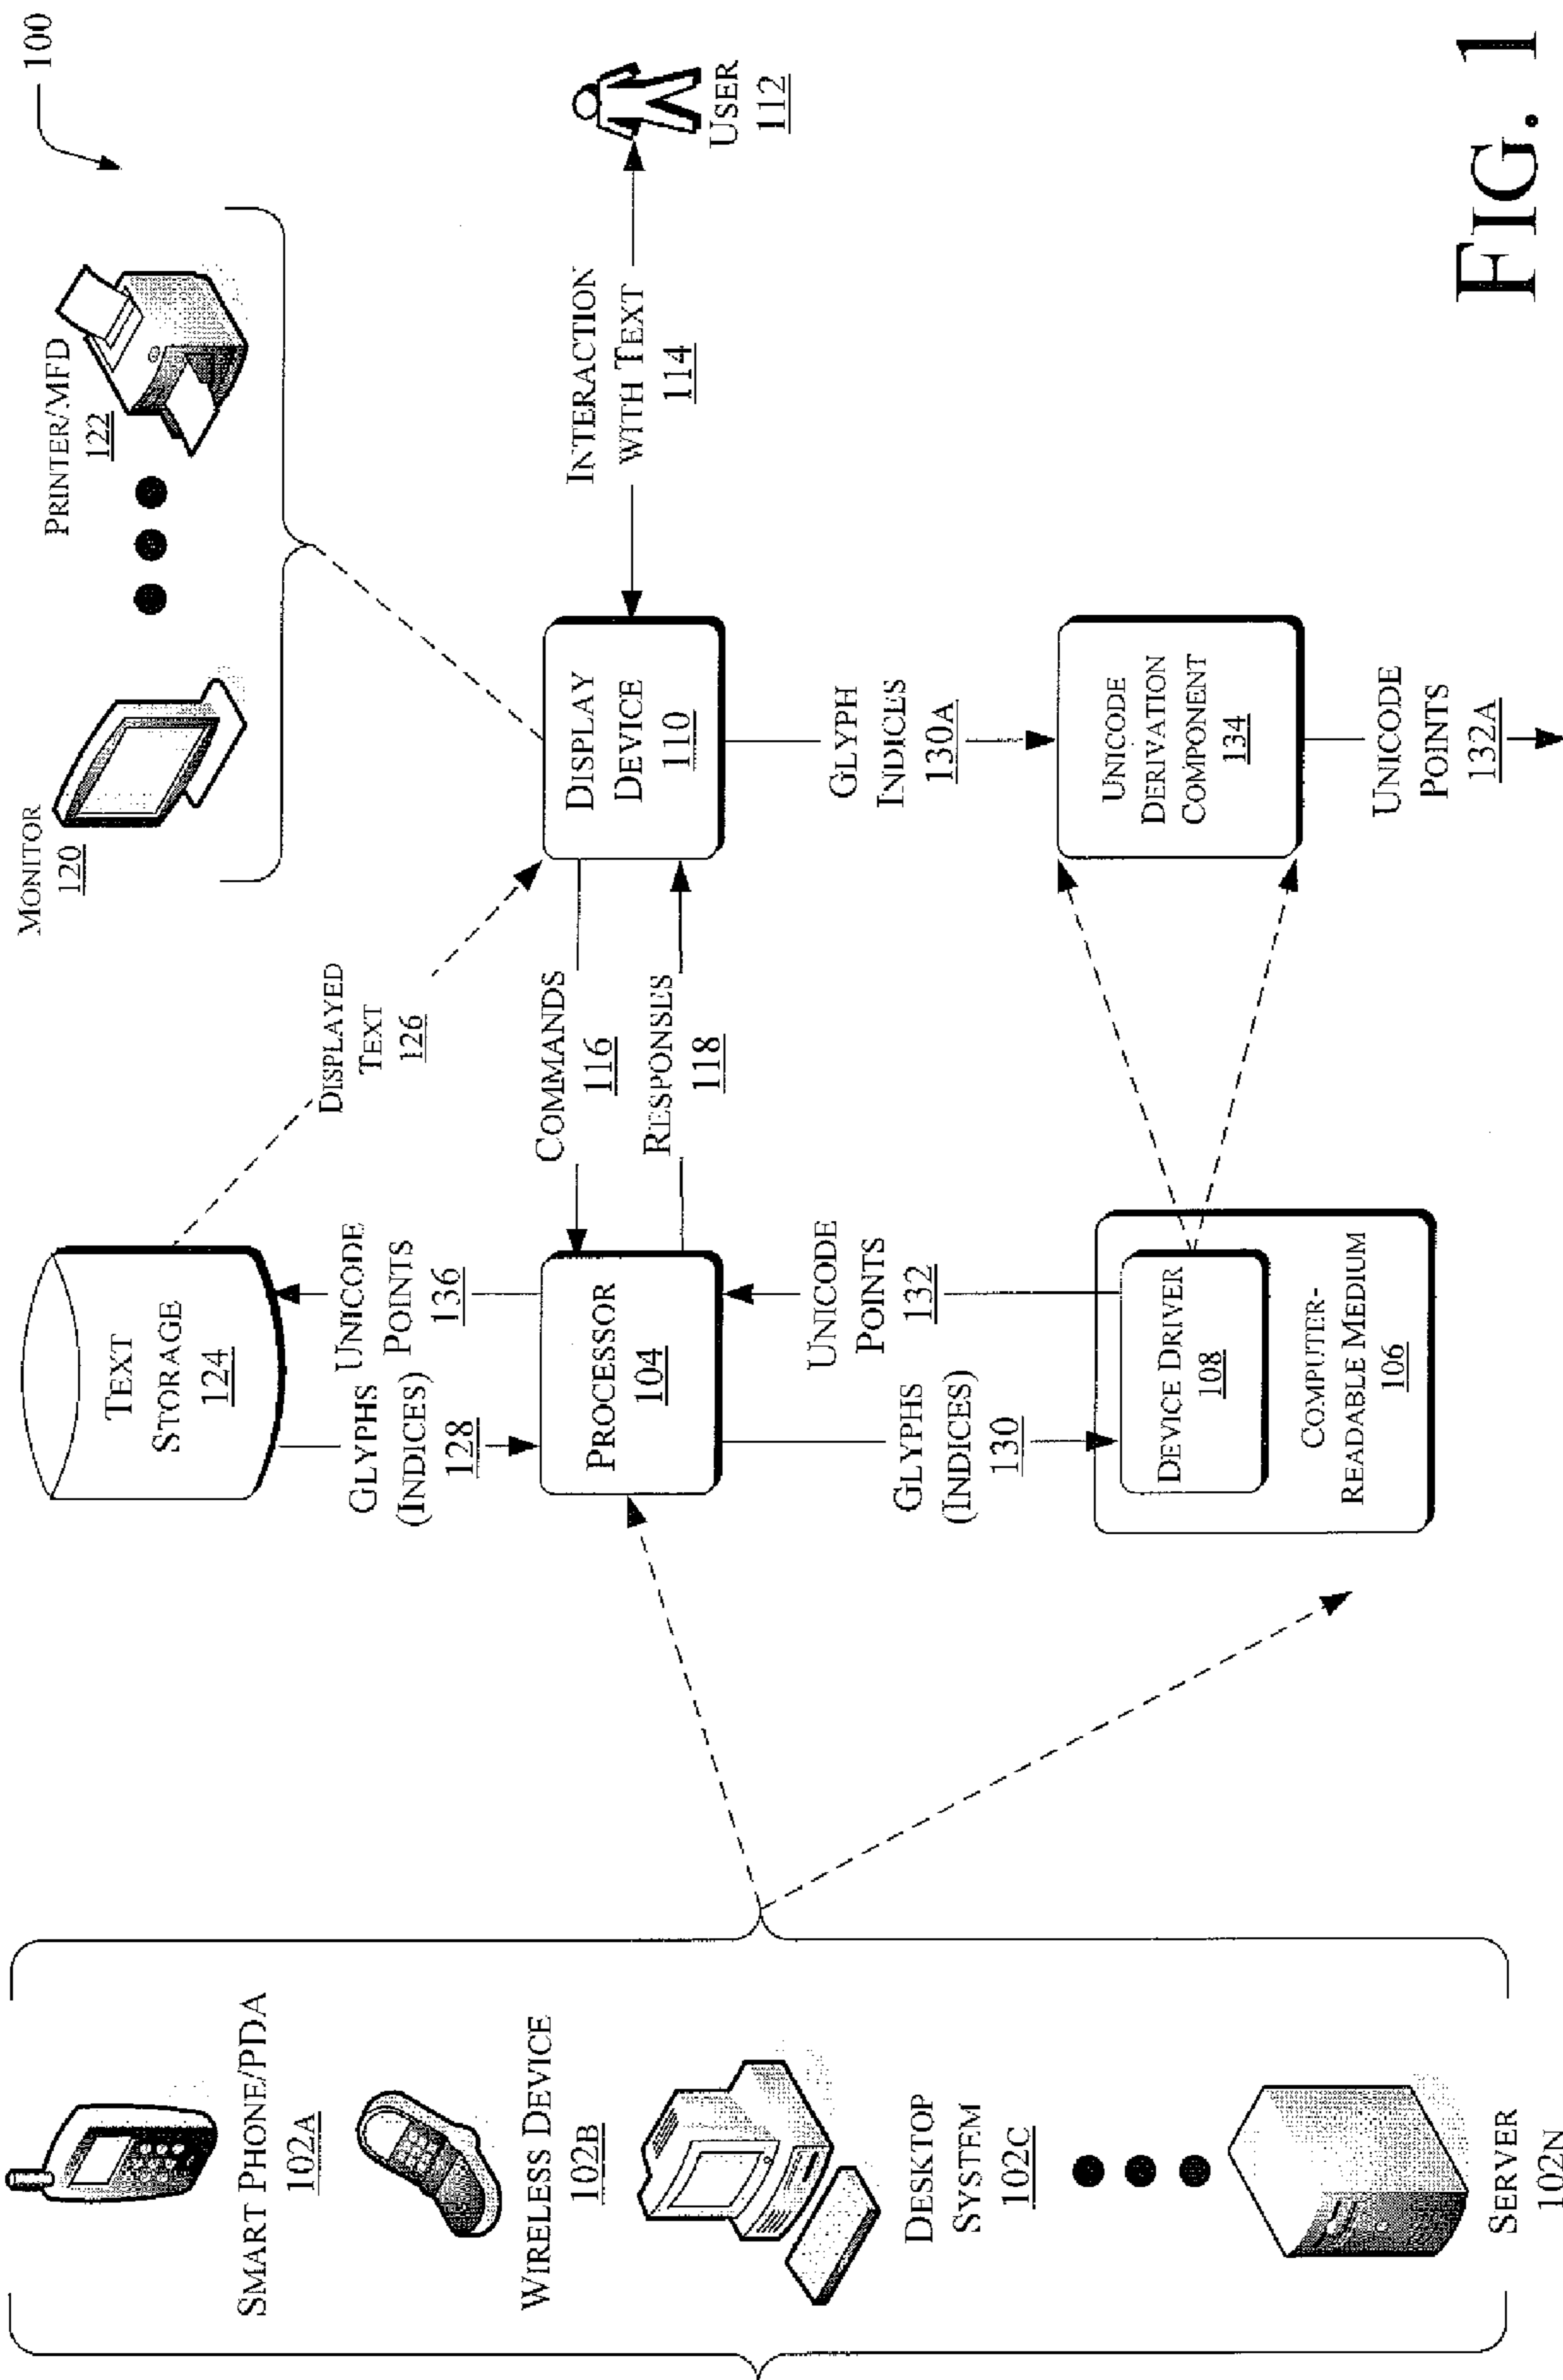 100
PRINTER/MFD
122
MONITOR
120
SMART PHONE/PDA
102A
WIRELESS DEVICE
102B
DESKTOP
SYSTEM
102C
SERVER
102N
TEXT
STORAGE
124
DISPLAYED
TEXT
126
GLYPHS
(INDICES)
128
UNICODE
POINTS
136
PROCESSOR
104
COMMANDS
116
RESPONSES
118
DISPLAY
DEVICE
110
INTERACTION
WITH TEXT
114
USER
112
GLYPHS
(INDICES)
130
UNICODE
POINTS
132
GLYPH
INDICES
130A
DEVICE DRIVER
108
COMPUTER-
READABLE MEDIUM
106
UNICODE
DERIVATION
COMPONENT
134
UNICODE
POINTS
132A
FIG. 1